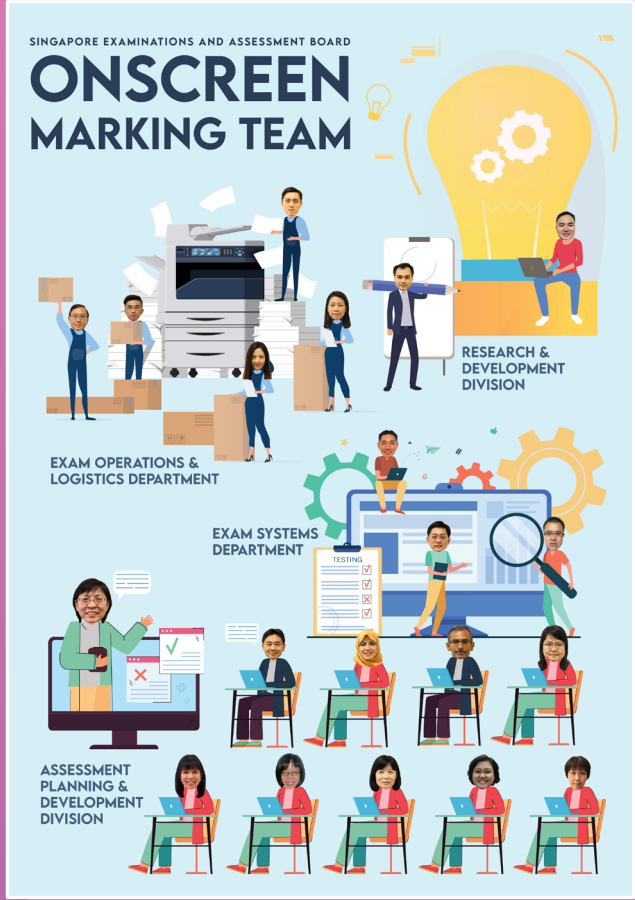 SINGAPORE EXAMINATIONS AND ASSESSMENT BOARD
ONSCREEN
MARKING TEAM
RESEARCH &
DEVELOPMENT
DIVISION
EXAM OPERATIONS &
LOGISTICS DEPARTMENT
EXAM SYSTEMS
DEPARTMENT
TESTING
ASSESSMENT
PLANNING &
DEVELOPMENT
DIVISION